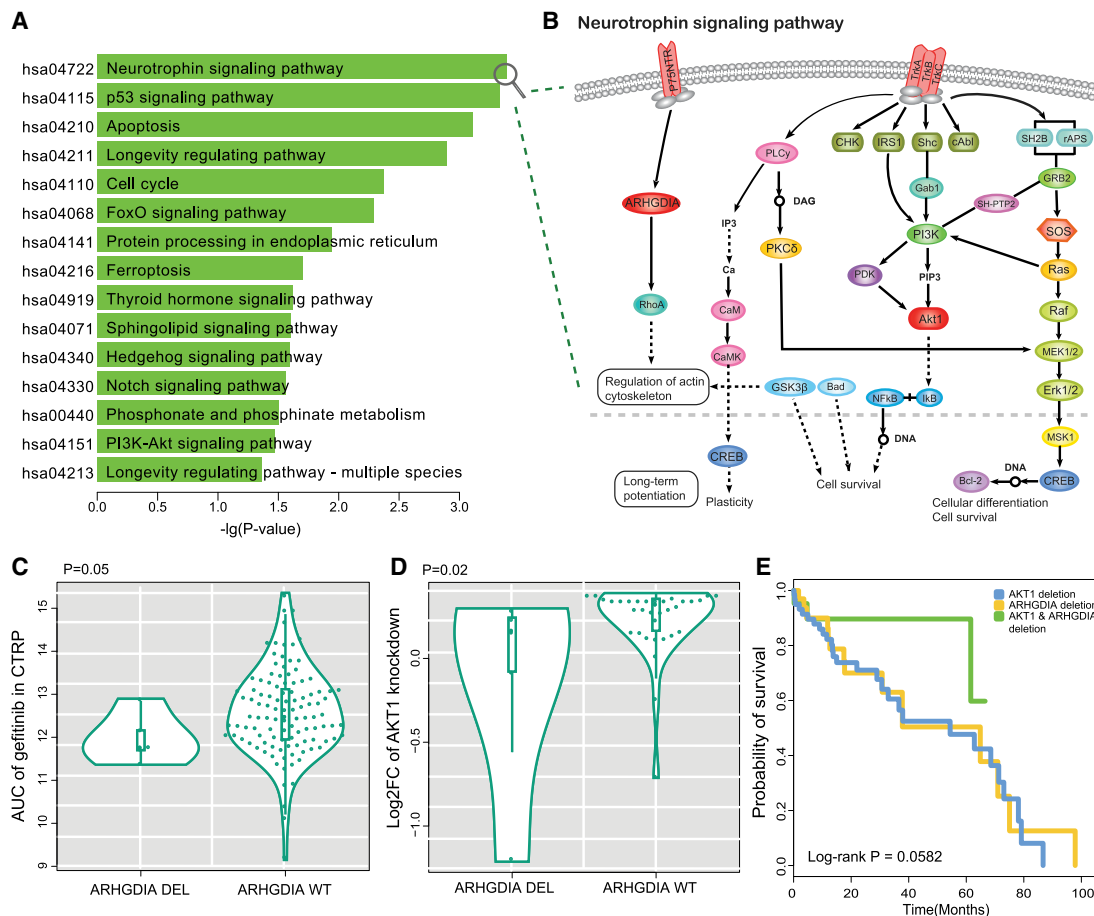 A
hsa04722 Neurotrophin signaling pathway
hsa04115 p53 signaling pathway
hsa04210 Apoptosis
hsa04211 Longevity regulating pathway
hsa04110 Cell cycle
hsa04068 FoxO signaling pathway
hsa04141 Protein processing in endoplasmic reticulum
hsa04216 Ferroptosis
hsa04919 Thyroid hormone signaling pathway
hsa04071 Sphingolipid signaling pathway
hsa04340 Hedgehog signaling pathway
hsa04330 Notch signaling pathway
hsa00440 Phosphonate and phosphinate metabolism
hsa04151 PI3K-Akt signaling pathway
hsa04213 Longevity regulating pathway - multiple species
0.0 0.5 1.0 1.5 2.0 2.5 3.0
-lg(P-value)
B Neurotrophin signaling pathway
P75NTR
TrkA
TrkB
TrkC
CHK IRS1 Shc cAbl SH2B rAPS
PLCγ
GRB2
Gab1
ARHGDIA DAG SH-PTP2
IP3 PI3K SOS
PKCδ
Ca PDK PIP3 Ras
RhoA CaM Akt1 Raf
CaMK MEK1/2
Regulation of actin
cytoskeleton
GSK3β Bad NFkB IkB Erk1/2
DNA MSK1
CREB
Long-term
potentiation
Plasticity
Cell survival
DNA
Bcl-2 CREB
Cellular differentiation
Cell survival
C
P=0.05
AUC of gefitinib in CTRP
15
14
13
12
11
10
9
ARHGDIA DEL ARHGDIA WT
D
P=0.02
Log2FC of AKT1 knockdown
0.0
−0.5
−1.0
ARHGDIA DEL ARHGDIA WT
E
Probability of survival
1.0
0.8
0.6
0.4
0.2
0.0
AKT1 deletion
ARHGDIA deletion
AKT1 & ARHGDIA
deletion
Log-rank P = 0.0582
0 20 40 60 80 100
Time(Months)